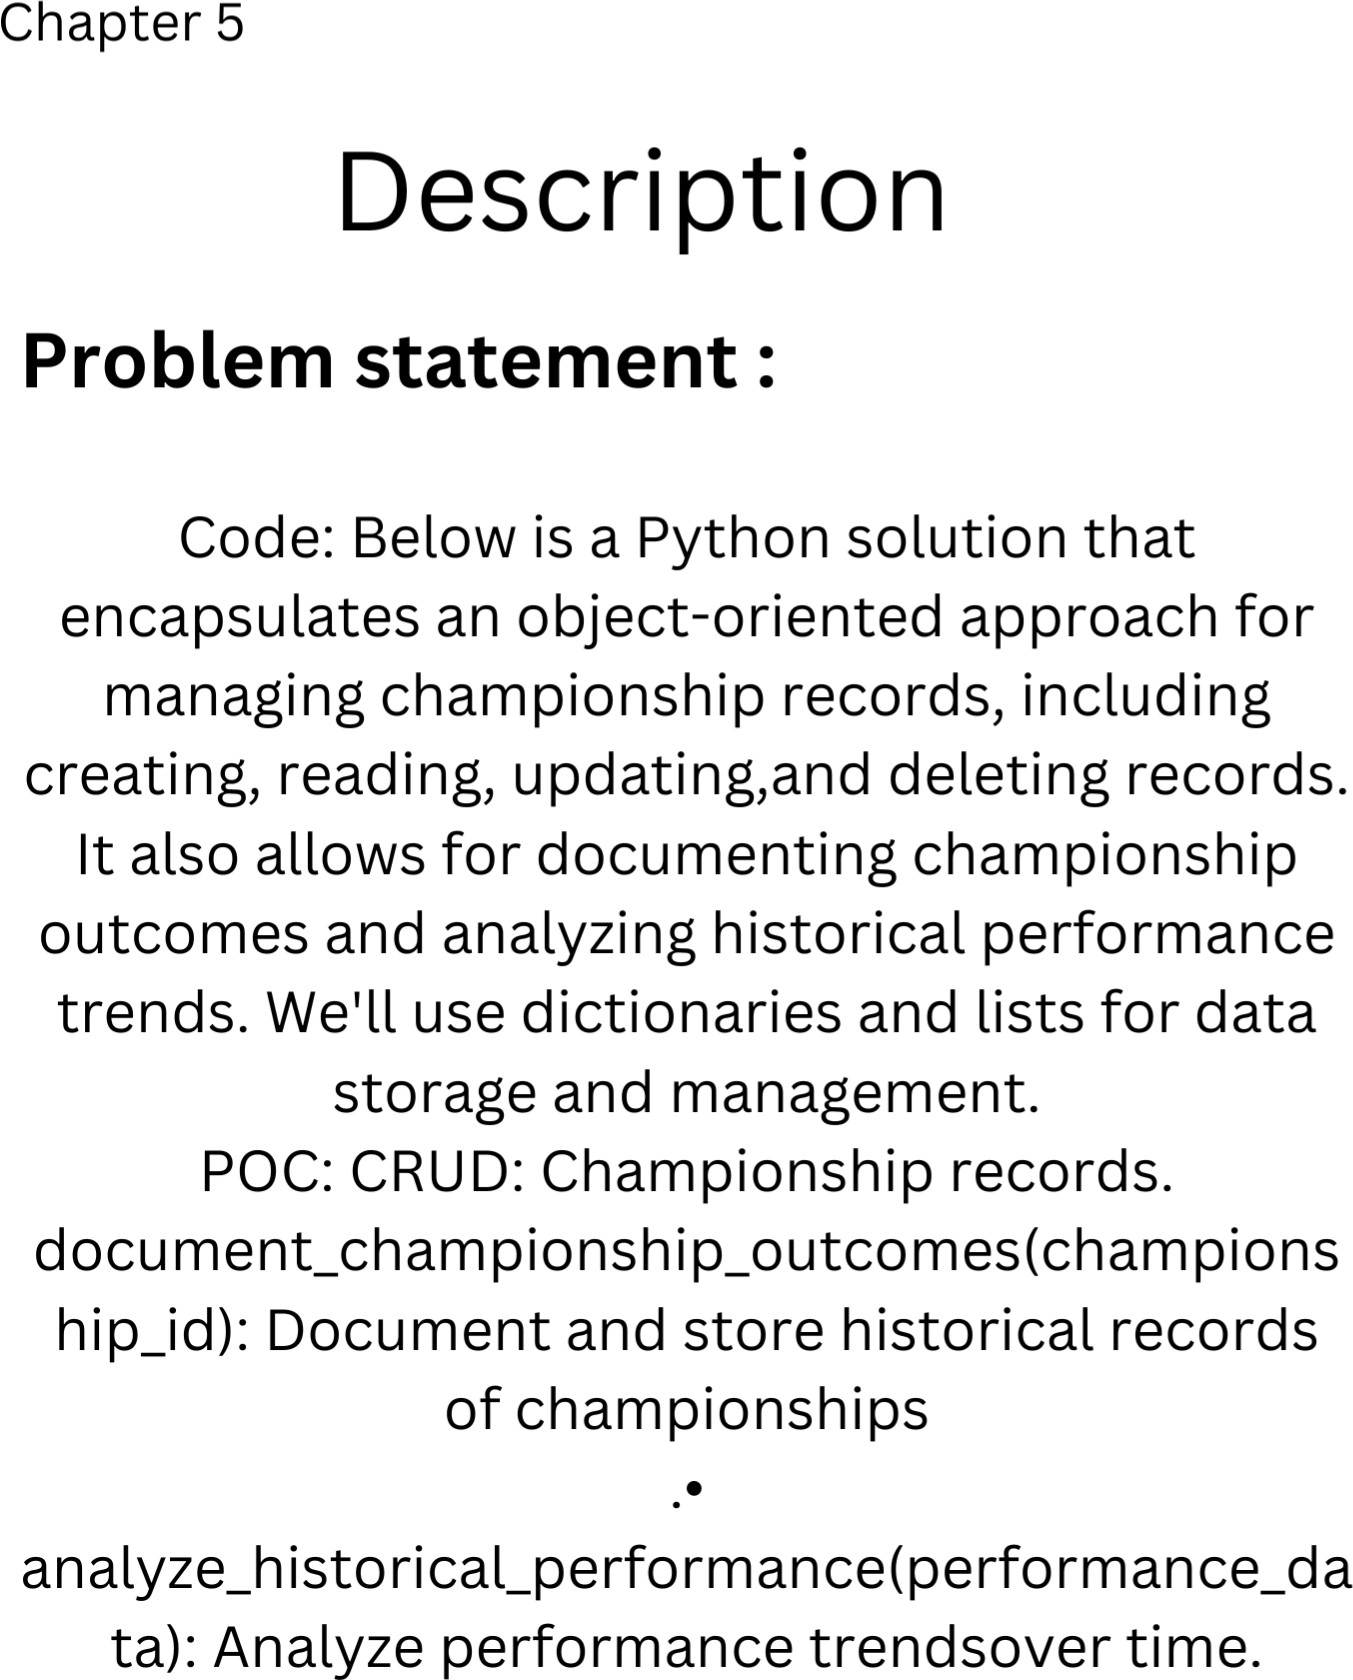 Chapter 5
Description
Problem statement :
Code: Below is a Python solution that
encapsulates an object-oriented approach for
managing championship records, including
creating, reading, updating,and deleting records.
It also allows for documenting championship
outcomes and analyzing historical performance
trends. We'll use dictionaries and lists for data
storage and management.
POC: CRUD: Championship records.
document_championship_outcomes(champions
hip_id): Document and store historical records
of championships
.•
analyze_historical_performance(performance_da
ta): Analyze performance trendsover time.